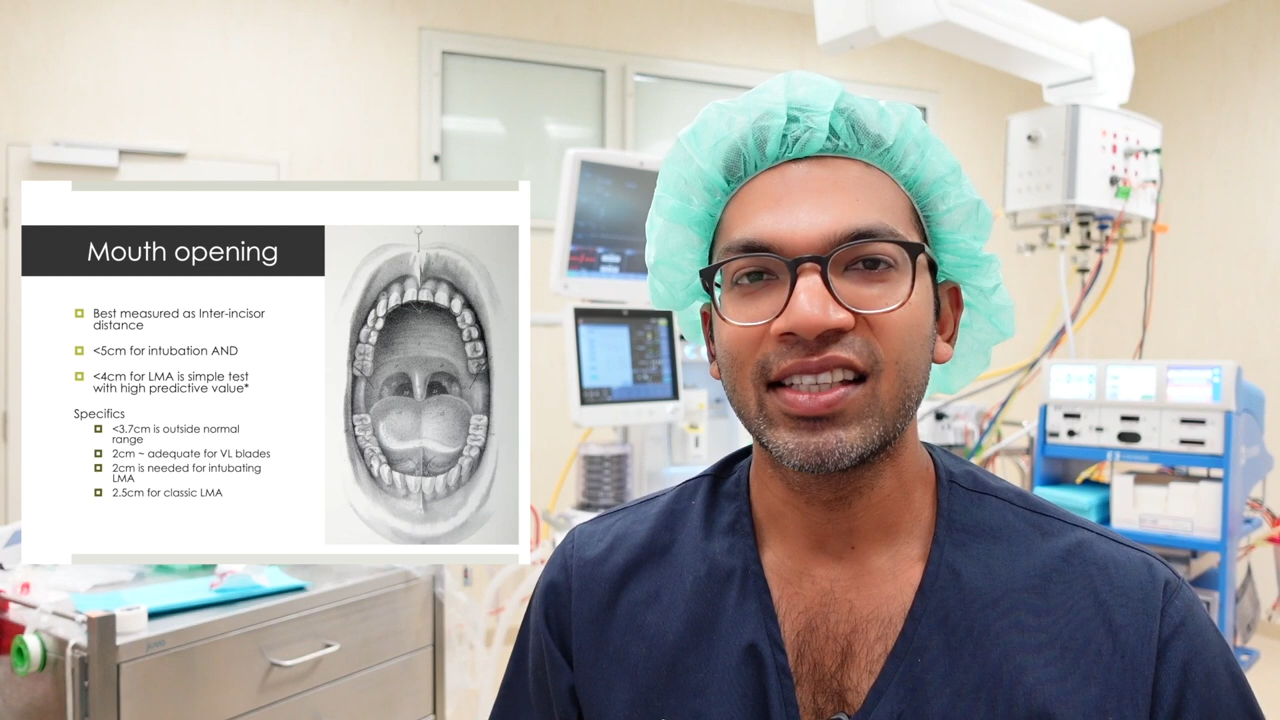 Mouth opening
Best measured as Inter-incisor
distance
<5cm for intubation AND
<4cm for LMA is simple test
with high predictive value*
Specifics
<3.7cm is outside normal
range
2cm ~ adequate for VL blades
2cm is needed for intubating
LMA
2.5cm for classic LMA